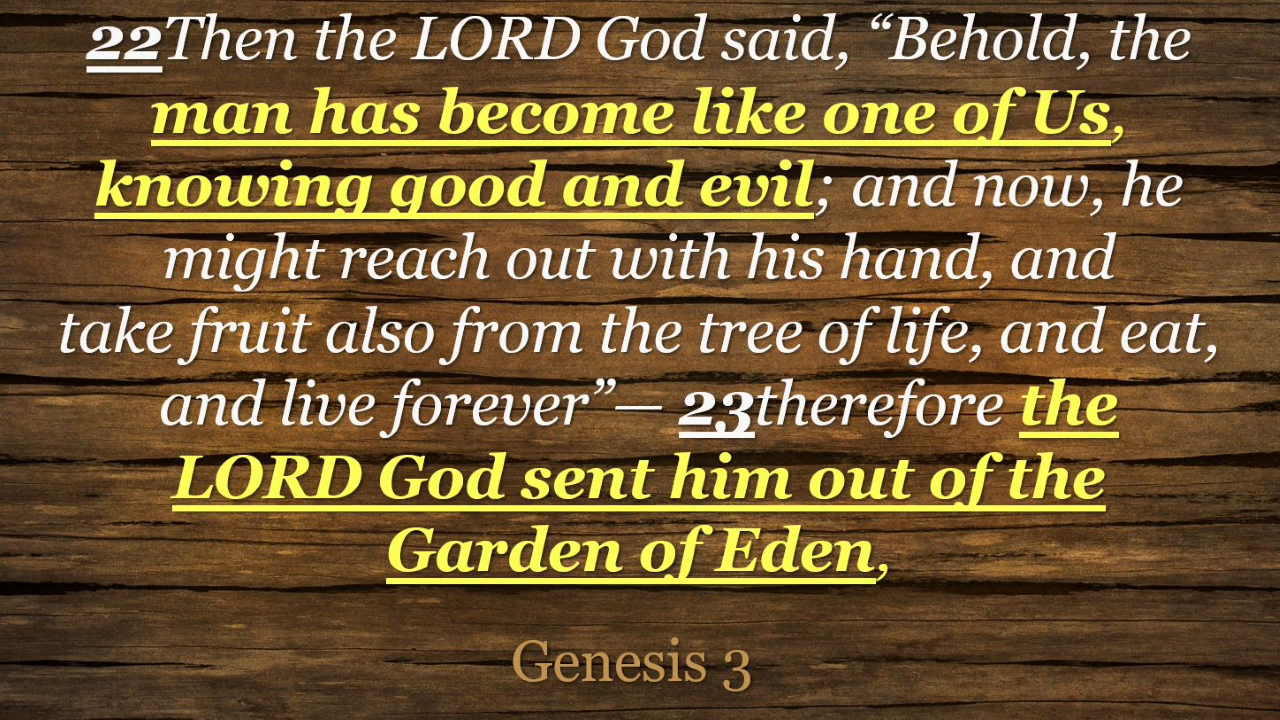 22Then the LORD God said, “Behold, the
man has become like one of Us,
knowing good and evil; and now, he
might reach out with his hand, and
take fruit also from the tree of life, and eat,
and live forever”— 23therefore the
LORD God sent him out of the
Garden of Eden,
Genesis 3